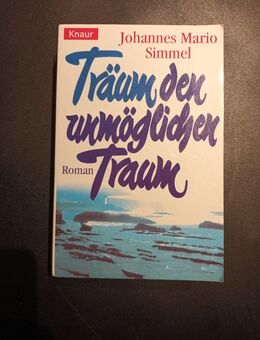 Knaur
Johannes Mario
Simmel
Träum den
unmöglichen
Roman
Traum